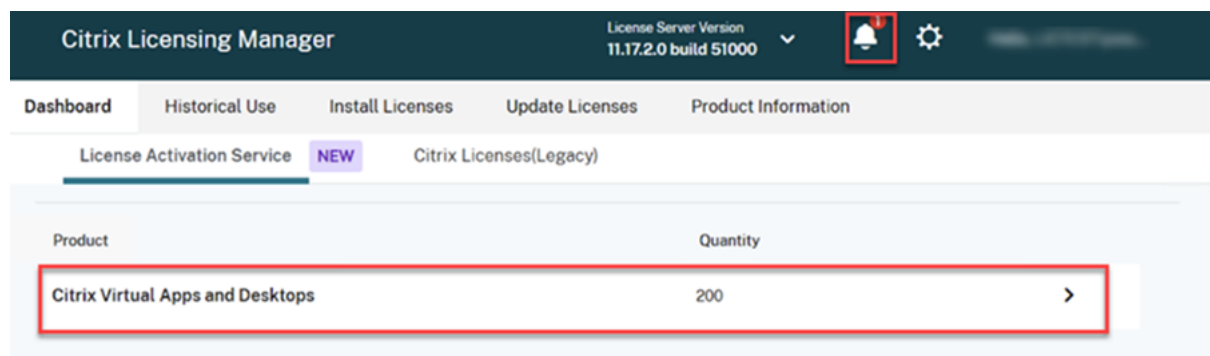 Citrix Licensing Manager
License Server Version
11.17.2.0 build 51000
Dashboard Historical Use Install Licenses Update Licenses Product Information
License Activation Service NEW Citrix Licenses(Legacy)
Product Quantity
Citrix Virtual Apps and Desktops 200